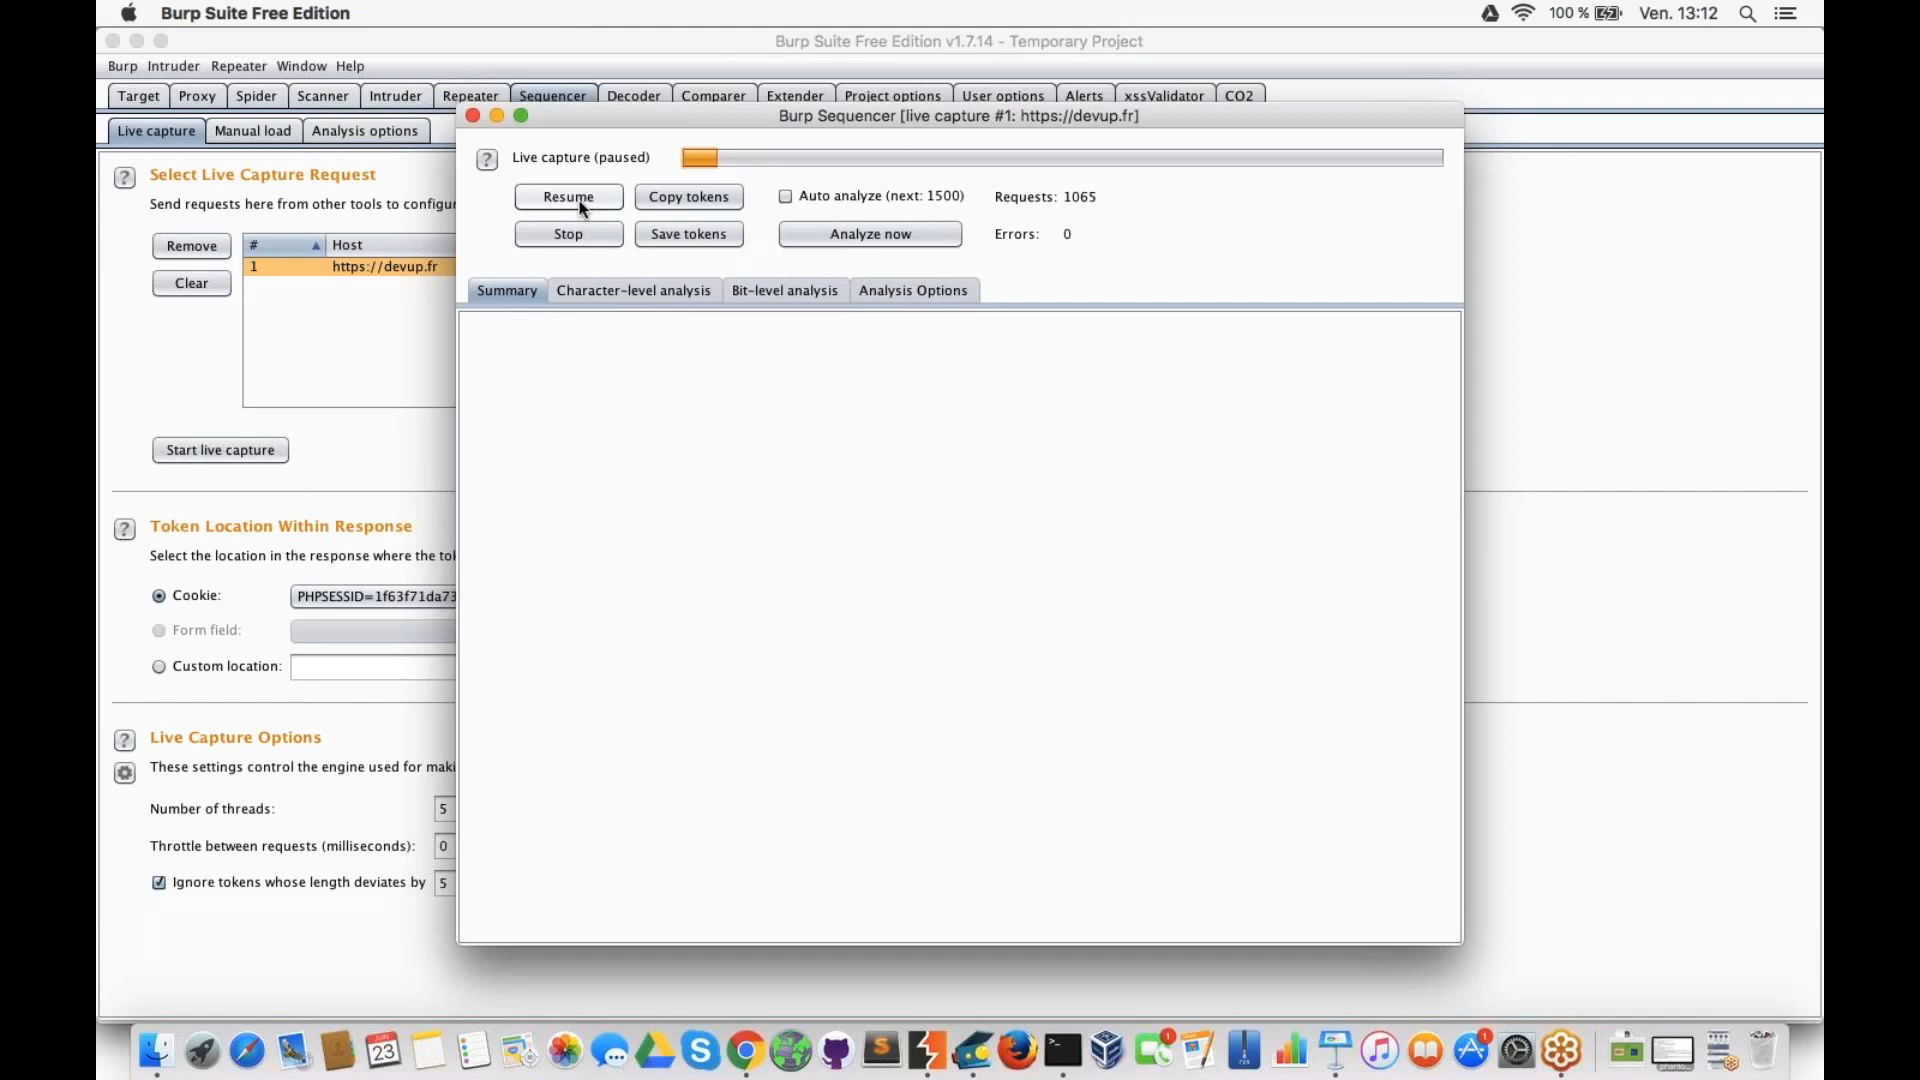 Burp Suite Free Edition
100 %
Ven. 13:12
Burp Suite Free Edition v1.7.14 - Temporary Project
Burp Intruder Repeater Window Help
Target Proxy Spider Scanner Intruder Repeater Sequencer Decoder Comparer Extender Project options User options Alerts xssValidator CO2
Live capture Manual load Analysis options
Burp Sequencer [live capture #1: https://devup.fr]
? Select Live Capture Request
Send requests here from other tools to configur
Remove
Clear
# Host
1 https://devup.fr
Start live capture
? Token Location Within Response
Select the location in the response where the to
Cookie: PHPSESSID=1f63f71da73
Form field:
Custom location:
? Live Capture Options
These settings control the engine used for maki
Number of threads: 5
Throttle between requests (milliseconds): 0
Ignore tokens whose length deviates by 5
? Live capture (paused)
Resume Copy tokens Auto analyze (next: 1500) Requests: 1065
Stop Save tokens Analyze now Errors: 0
Summary Character-level analysis Bit-level analysis Analysis Options
23
S
1
1